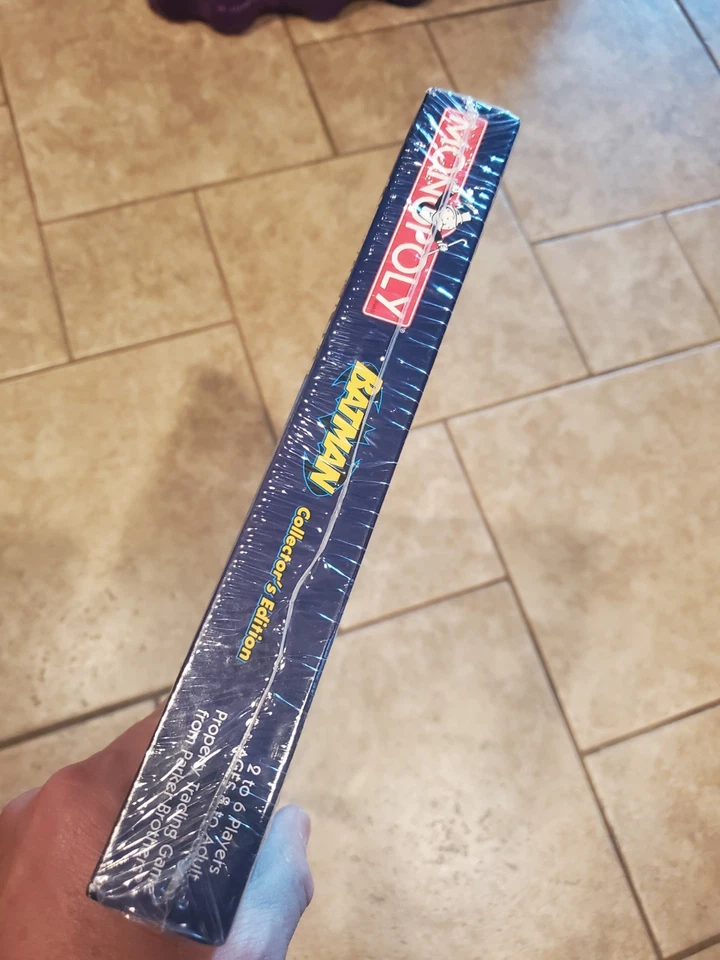 MONOPOLY
BATMAN
Collector's Edition
2 to 6 Players
AGES 8 to Adult
Property Trading Game
from Parker Brothers